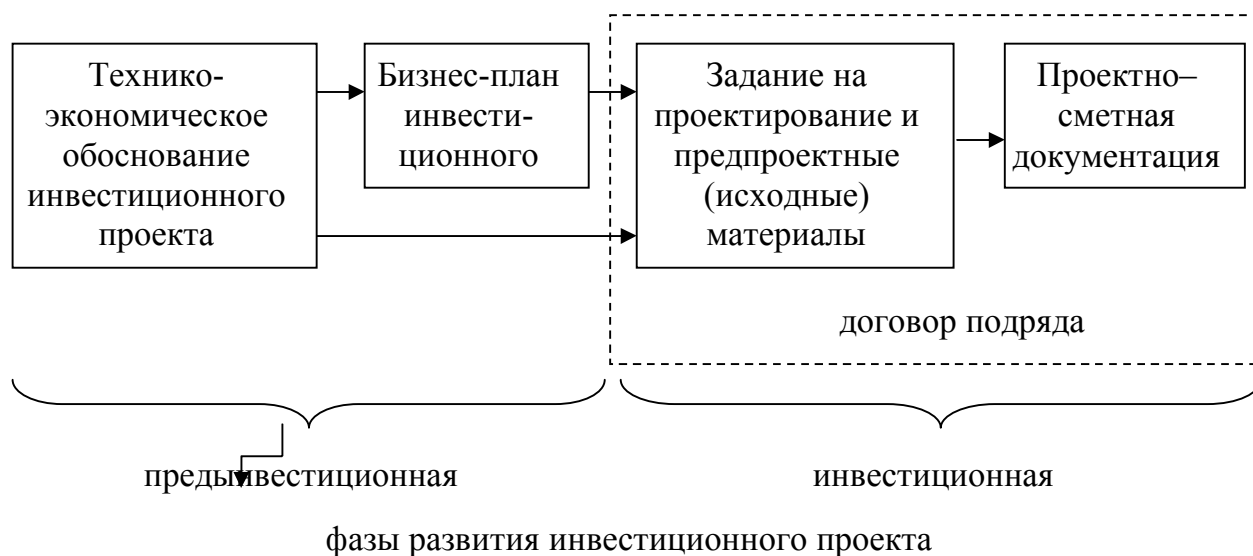 Технико-
экономическое
обоснование
инвестиционного
проекта
Бизнес-план
инвести-
ционного
Задание на
проектирование и
предпроектные
(исходные)
материалы
Проектно–
сметная
документация
договор подряда
предынвестиционная
инвестиционная
фазы развития инвестиционного проекта